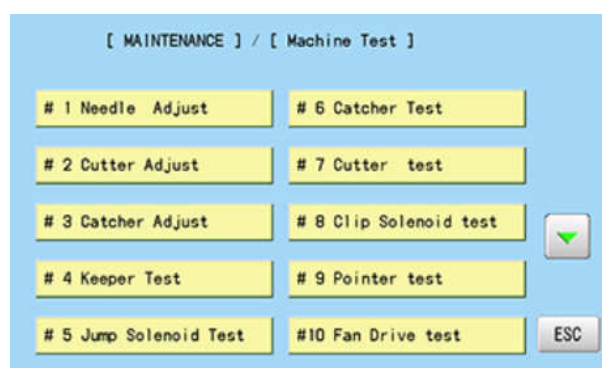 [ MAINTENANCE ] / [ Machine Test ]
# 1 Needle Adjust
# 2 Cutter Adjust
# 3 Catcher Adjust
# 4 Keeper Test
# 5 Jump Solenoid Test
# 6 Catcher Test
# 7 Cutter test
# 8 Clip Solenoid test
# 9 Pointer test
#10 Fan Drive test
ESC